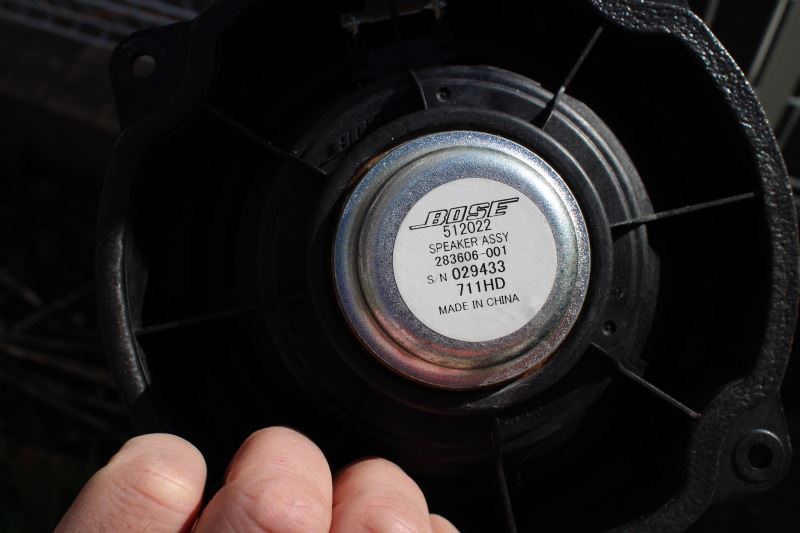 BOSE
512022
SPEAKER ASSY
283606-001
S/N 029433
711HD
MADE IN CHINA